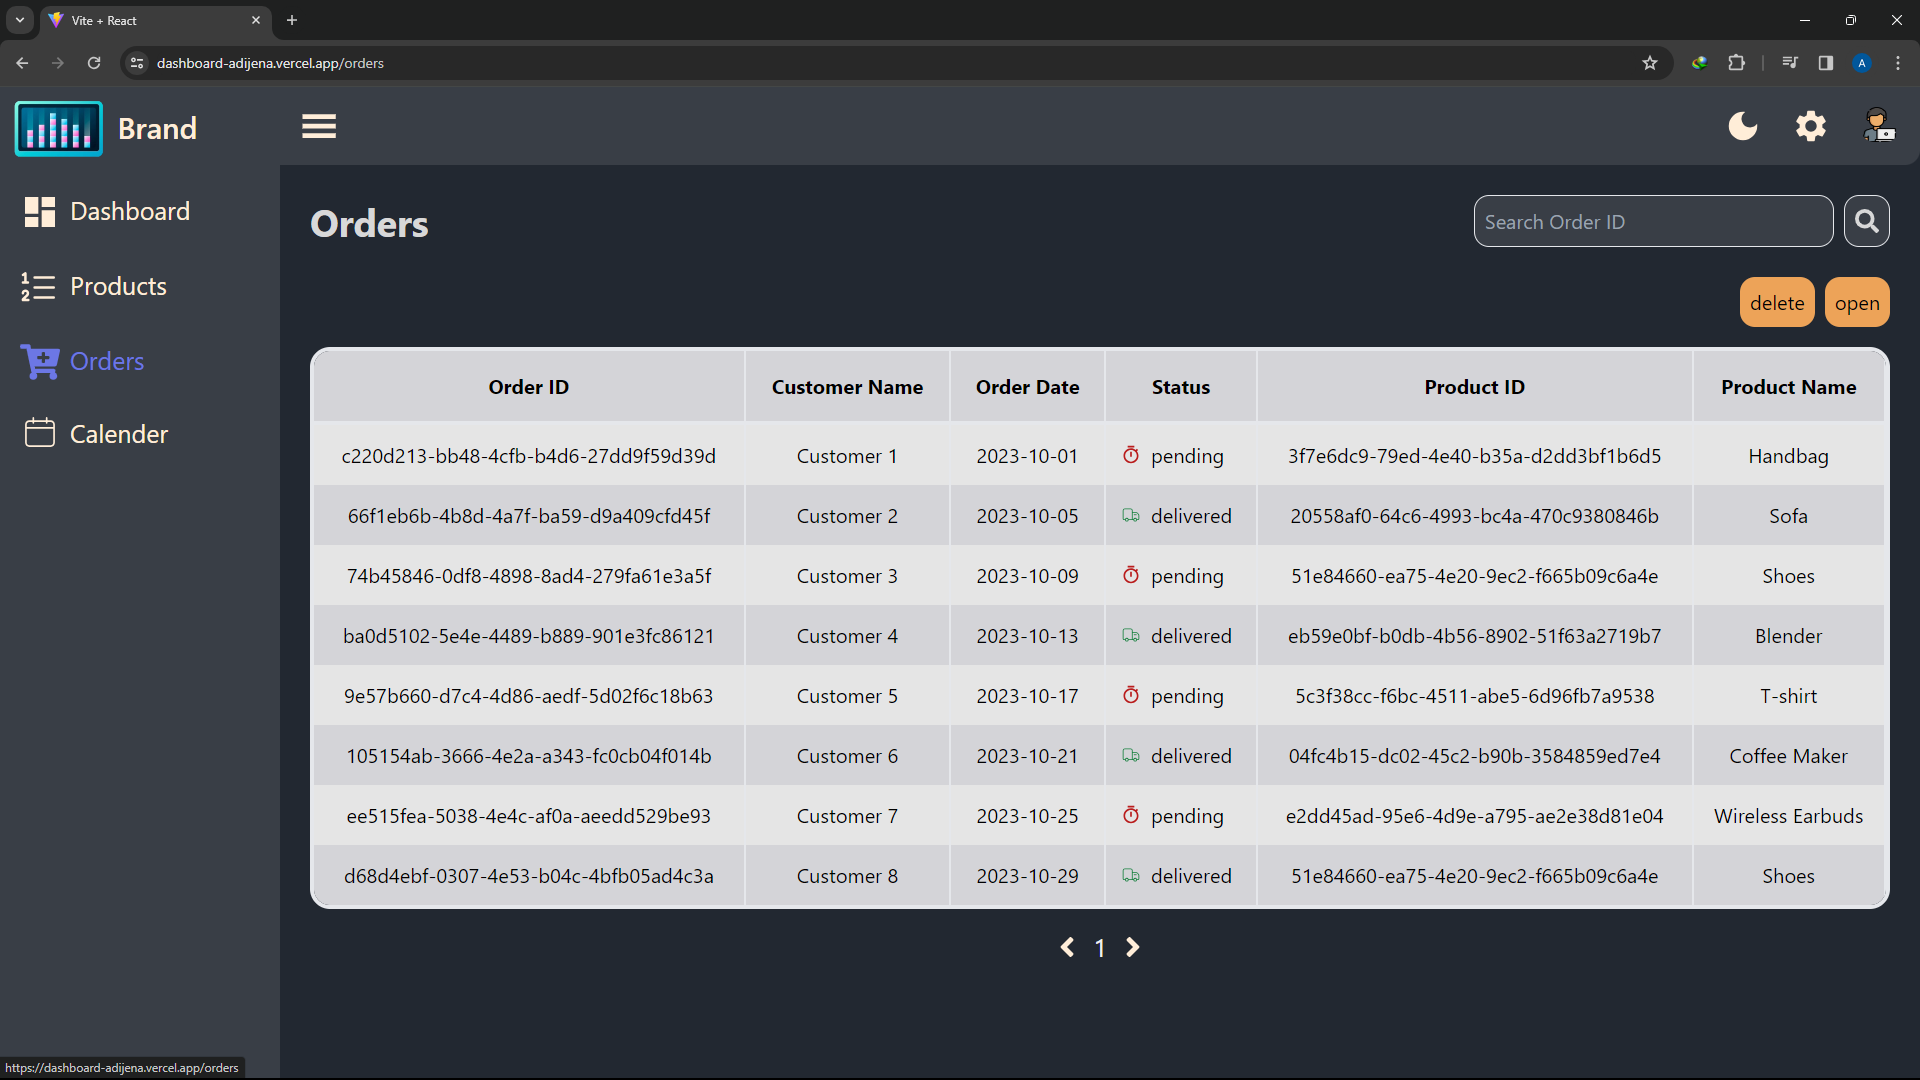 Vite + React
dashboard-adijena.vercel.app/orders
A
Brand
Dashboard
1
2
Products
Orders
Calender
Orders
Search Order ID
delete open
Order ID Customer Name Order Date Status Product ID Product Name
c220d213-bb48-4cfb-b4d6-27dd9f59d39d Customer 1 2023-10-01 pending 3f7e6dc9-79ed-4e40-b35a-d2dd3bf1b6d5 Handbag
66f1eb6b-4b8d-4a7f-ba59-d9a409cfd45f Customer 2 2023-10-05 delivered 20558af0-64c6-4993-bc4a-470c9380846b Sofa
74b45846-0df8-4898-8ad4-279fa61e3a5f Customer 3 2023-10-09 pending 51e84660-ea75-4e20-9ec2-f665b09c6a4e Shoes
ba0d5102-5e4e-4489-b889-901e3fc86121 Customer 4 2023-10-13 delivered eb59e0bf-b0db-4b56-8902-51f63a2719b7 Blender
9e57b660-d7c4-4d86-aedf-5d02f6c18b63 Customer 5 2023-10-17 pending 5c3f38cc-f6bc-4511-abe5-6d96fb7a9538 T-shirt
105154ab-3666-4e2a-a343-fc0cb04f014b Customer 6 2023-10-21 delivered 04fc4b15-dc02-45c2-b90b-3584859ed7e4 Coffee Maker
ee515fea-5038-4e4c-af0a-aeedd529be93 Customer 7 2023-10-25 pending e2dd45ad-95e6-4d9e-a795-ae2e38d81e04 Wireless Earbuds
d68d4ebf-0307-4e53-b04c-4bfb05ad4c3a Customer 8 2023-10-29 delivered 51e84660-ea75-4e20-9ec2-f665b09c6a4e Shoes
1
https://dashboard-adijena.vercel.app/orders